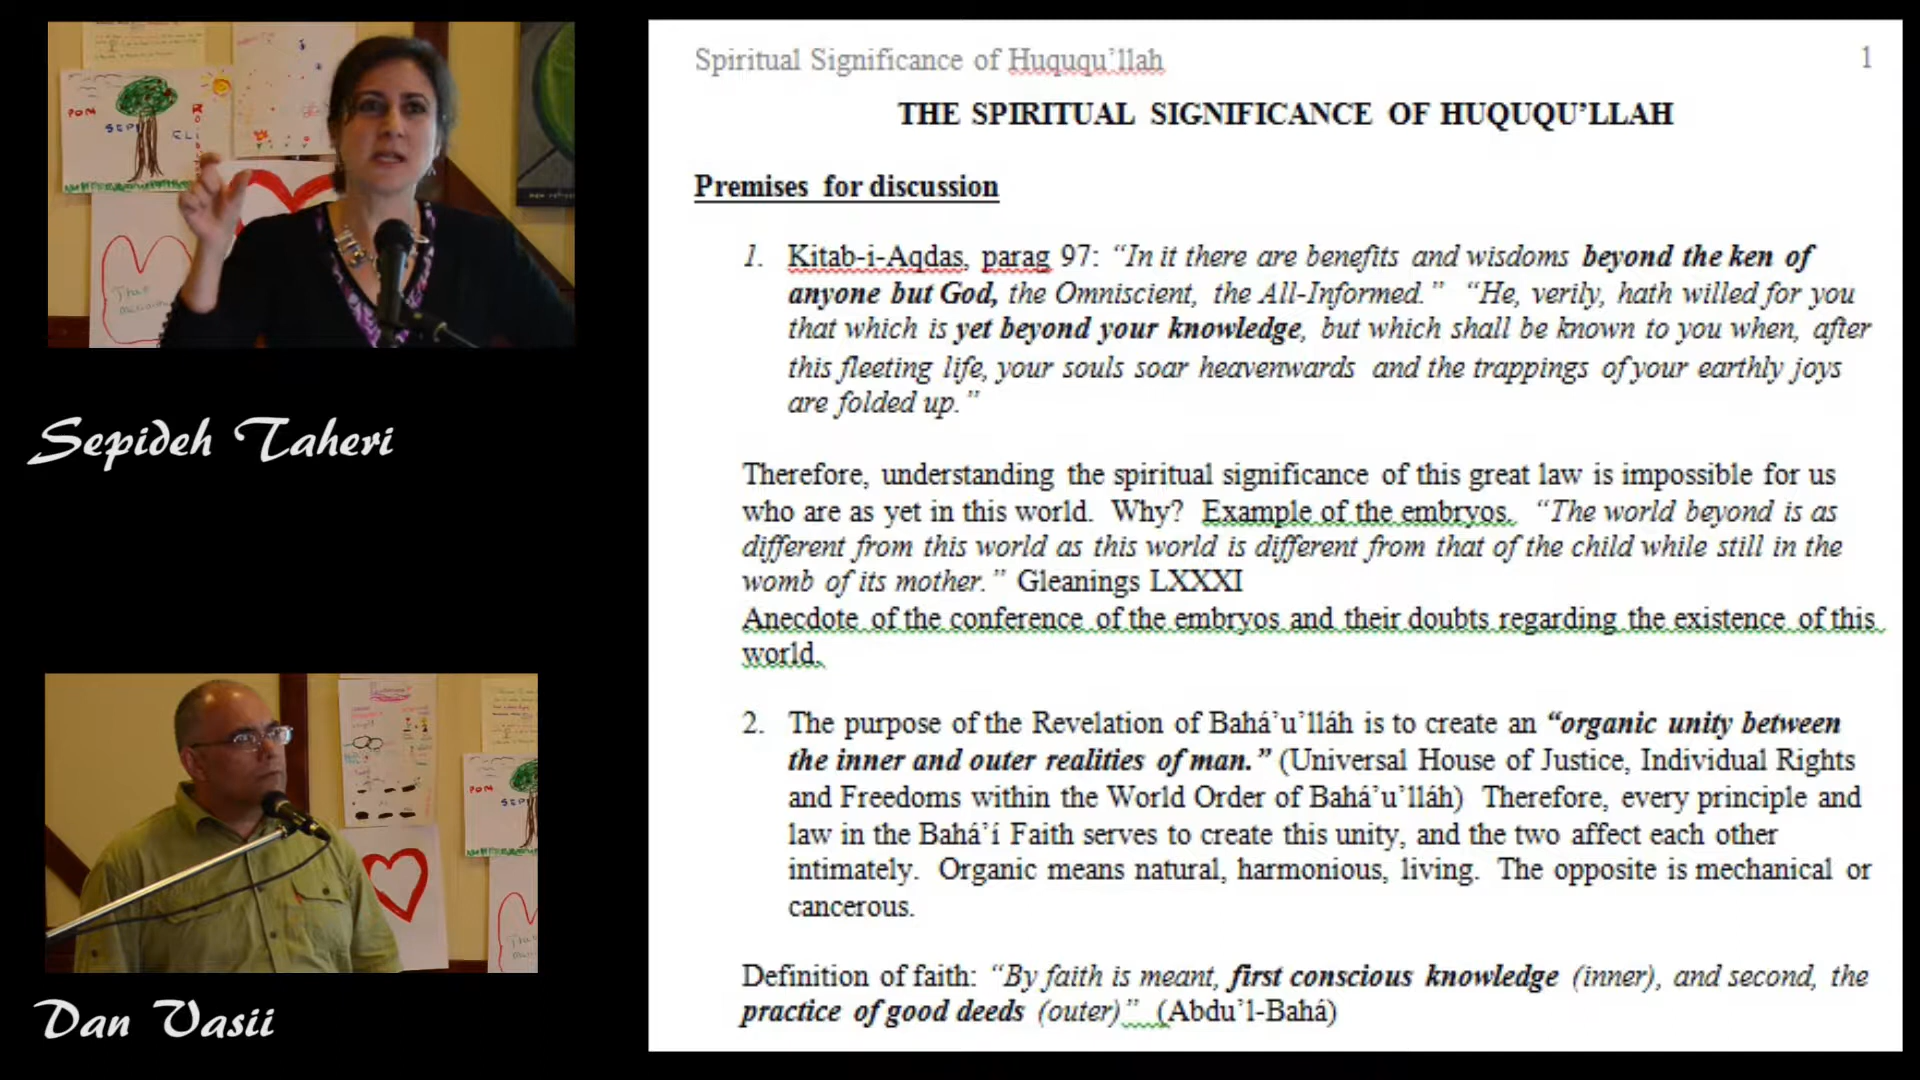 PON
SEPI
ELI
Sepideh Taheri
PON
Dan Vasii
Spiritual Significance of Huququ’llah 1
THE SPIRITUAL SIGNIFICANCE OF HUQUQU’LLAH
Premises for discussion
1. Kitab-i-Aqdas, parag 97: “In it there are benefits and wisdoms beyond the ken of
anyone but God, the Omniscient, the All-Informed.” “He, verily, hath willed for you
that which is yet beyond your knowledge, but which shall be known to you when, after
this fleeting life, your souls soar heavenwards and the trappings of your earthly joys
are folded up.”
Therefore, understanding the spiritual significance of this great law is impossible for us
who are as yet in this world. Why? Example of the embryos. “The world beyond is as
different from this world as this world is different from that of the child while still in the
womb of its mother.” Gleanings LXXXI
Anecdote of the conference of the embryos and their doubts regarding the existence of this
world.
2. The purpose of the Revelation of Bahá’u’lláh is to create an “organic unity between
the inner and outer realities of man.” (Universal House of Justice, Individual Rights
and Freedoms within the World Order of Bahá’u’lláh) Therefore, every principle and
law in the Bahá’í Faith serves to create this unity, and the two affect each other
intimately. Organic means natural, harmonious, living. The opposite is mechanical or
cancerous.
Definition of faith: “By faith is meant, first conscious knowledge (inner), and second, the
practice of good deeds (outer)” (Abdu’l-Bahá)